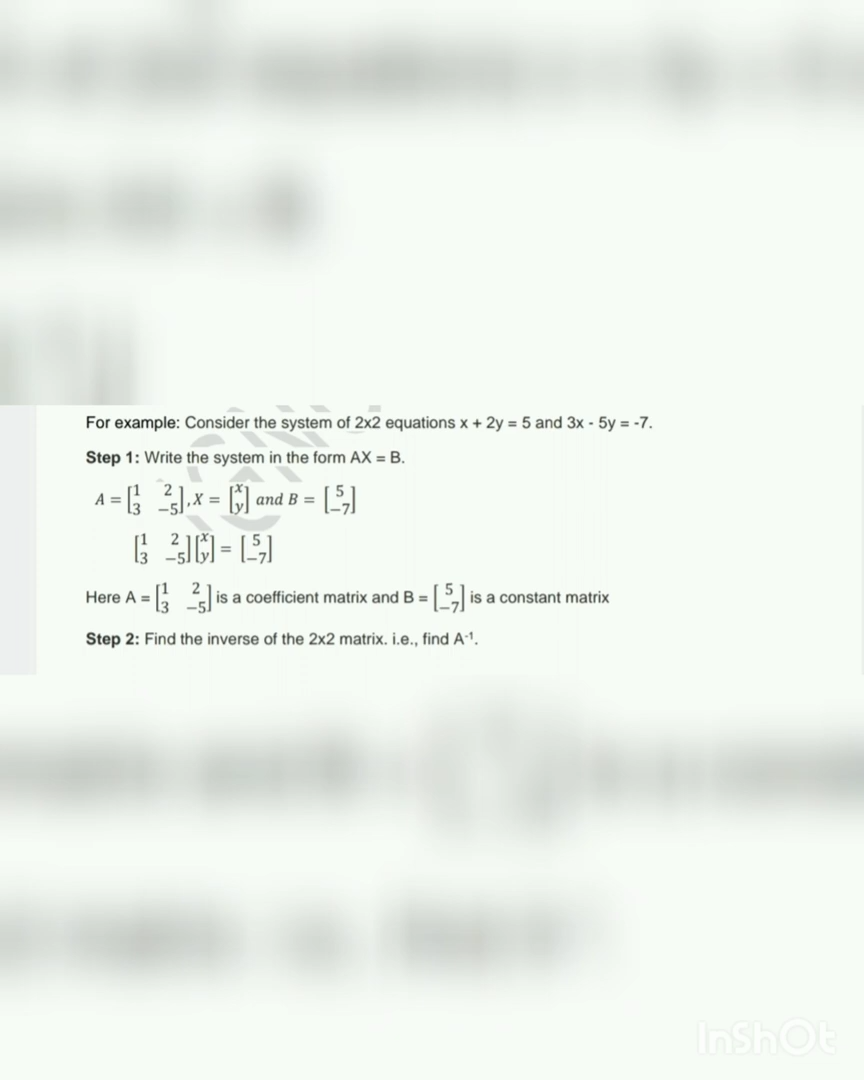 For example: Consider the system of 2x2 equations x + 2y = 5 and 3x - 5y = -7.
Step 1: Write the system in the form AX = B.
A = [1 2 3 −5], X = [x y] and B = [5 −7]
[1 2 3 −5][x y] = [5 −7]
Here A = [1 2 3 −5] is a coefficient matrix and B = [5 −7] is a constant matrix
Step 2: Find the inverse of the 2x2 matrix. i.e., find A⁻¹.
InShOt